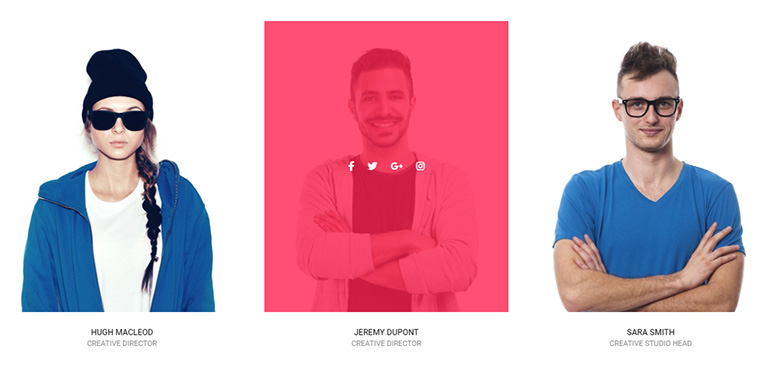 HUGH MACLEOD
CREATIVE DIRECTOR
JEREMY DUPONT
CREATIVE DIRECTOR
SARA SMITH
CREATIVE STUDIO HEAD